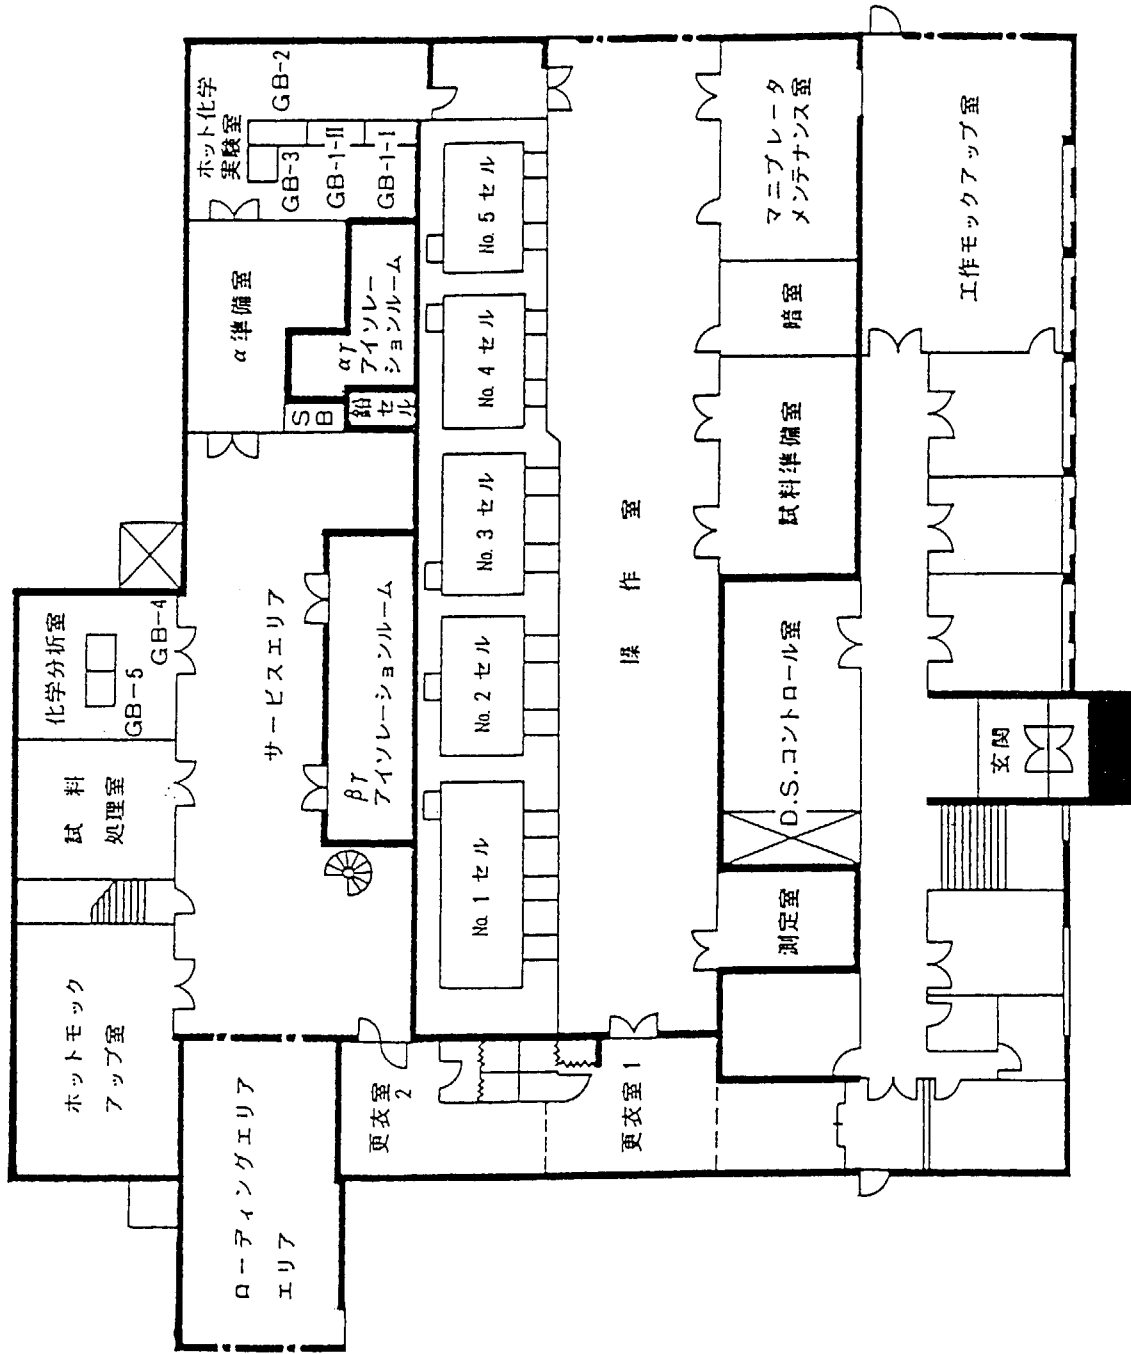 ホットモック
アップ室
試料
処理室
化学分析室
GB-5
GB-4
ローディングエリア
エリア
サービスエリア
βγ
アイソレーションルーム
α準備室
SB
鉛セル
αγ
アイソレー
ションルーム
ホット化学
実験室
GB-2
GB-3
GB-1-II
GB-1-I
No.1セル
No.2セル
No.3セル
No.4セル
No.5セル
更衣室
2
更衣室1
操作室
測定室
D.S.コントロール室
試料準備室
暗室
マニプレータ
メンテナンス室
玄関
工作モックアップ室